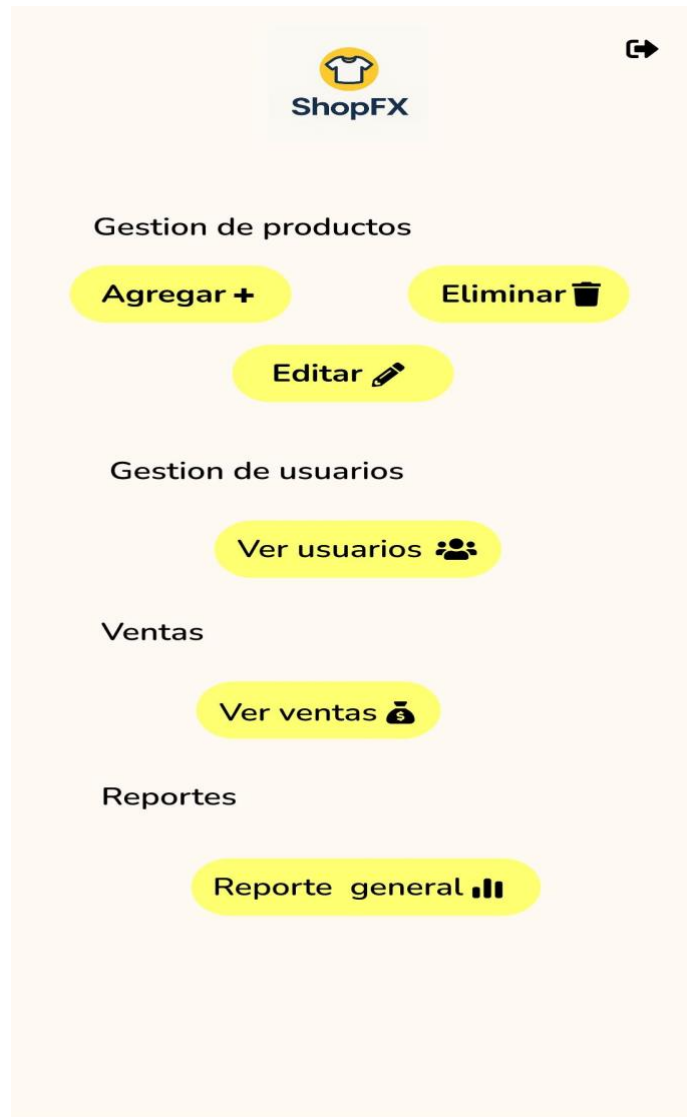 ShopFX
Gestion de productos
Agregar +
Eliminar
Editar
Gestion de usuarios
Ver usuarios
Ventas
Ver ventas
Reportes
Reporte general